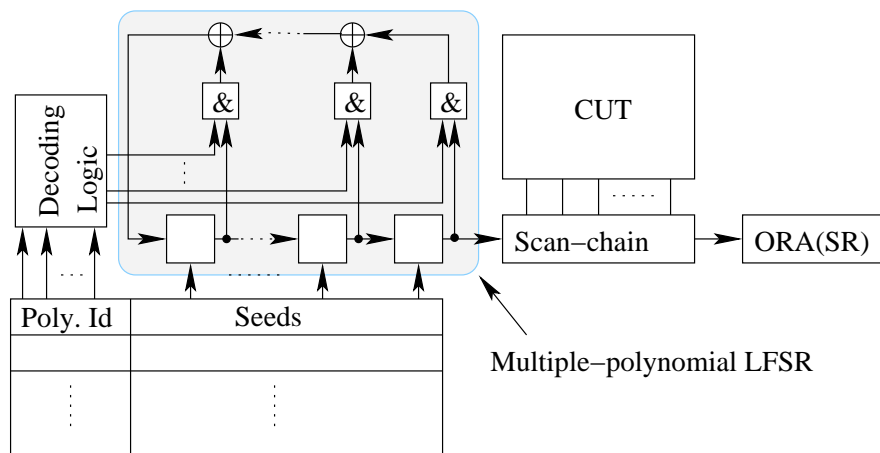 & & &
CUT
Decoding
Logic
Scan−chain
ORA(SR)
Poly. Id
Seeds
Multiple−polynomial LFSR